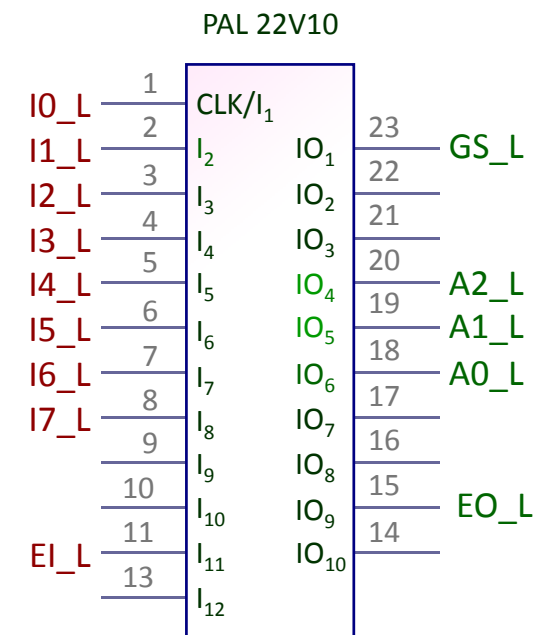 PAL 22V10
I0_L 1 CLK/I₁
I1_L 2 I₂ IO₁ 23 GS_L
I2_L 3 I₃ IO₂ 22
I3_L 4 I₄ IO₃ 21
I4_L 5 I₅ IO₄ 20 A2_L
I5_L 6 I₆ IO₅ 19 A1_L
I6_L 7 I₇ IO₆ 18 A0_L
I7_L 8 I₈ IO₇ 17
9 I₉ IO₈ 16
10 I₁₀ IO₉ 15 EO_L
EI_L 11 I₁₁ IO₁₀ 14
13 I₁₂